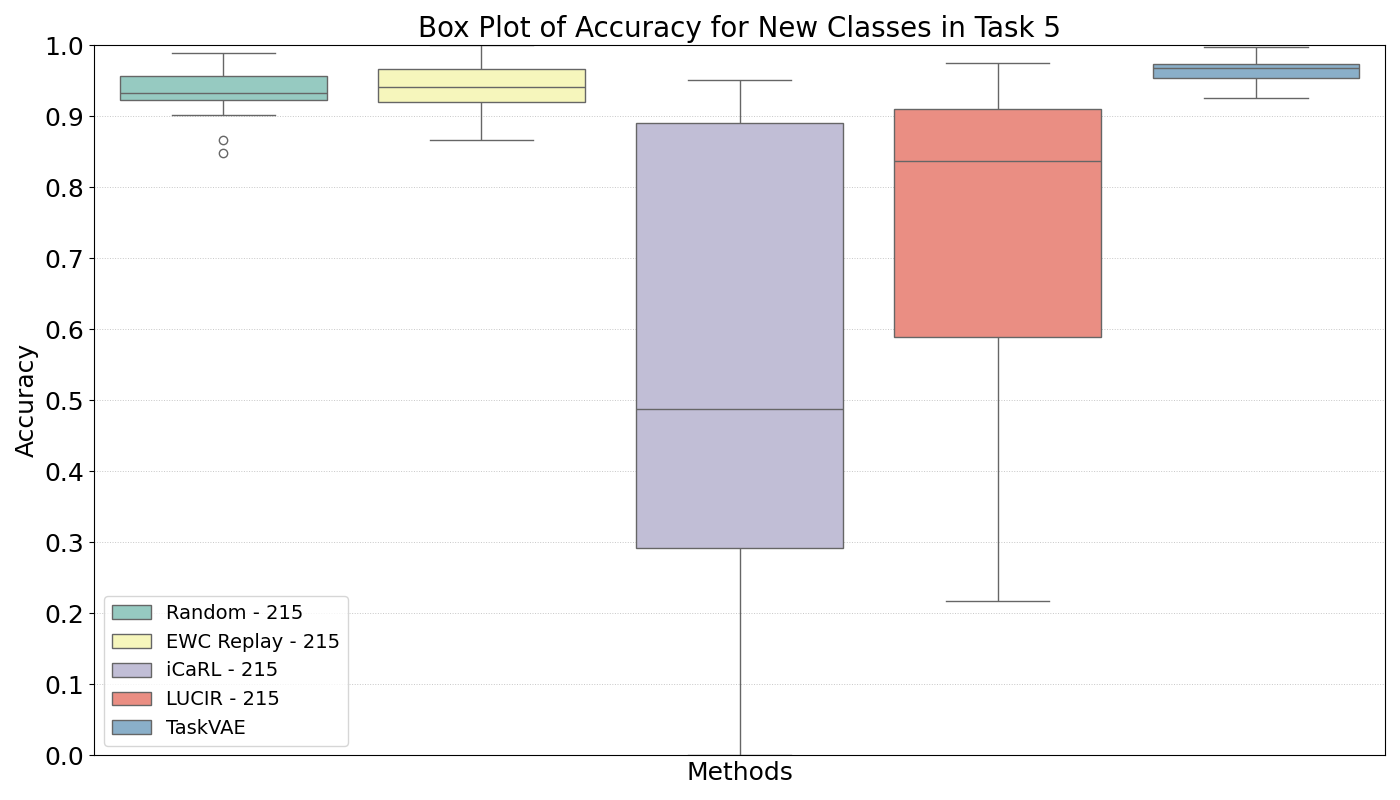 Box Plot of Accuracy for New Classes in Task 5
1.0
0.9
0.8
0.7
0.6
0.5
0.4
0.3
0.2
0.1
0.0
Accuracy
Random - 215
EWC Replay - 215
iCaRL - 215
LUCIR - 215
TaskVAE
Methods